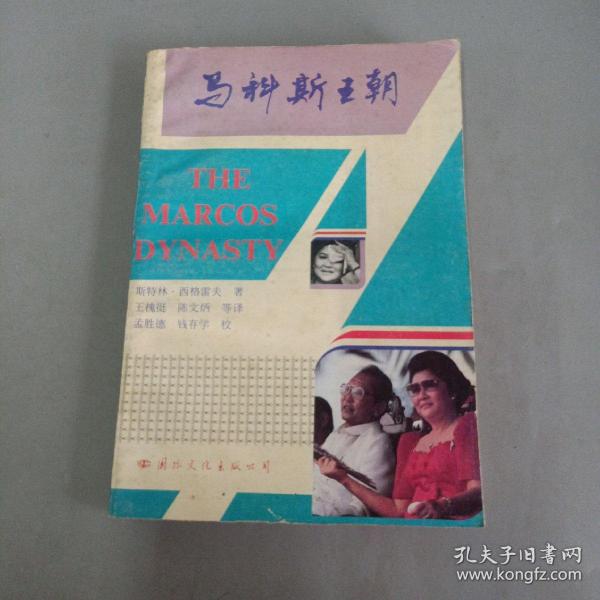 马科斯王朝
THE
MARCOS
DYNASTY
斯特林·西格雷夫 著
王槐挺 陈文炳 等译
孟胜德 钱存学 校
国际文化出版公司
孔夫子旧书网
www.kongfz.com